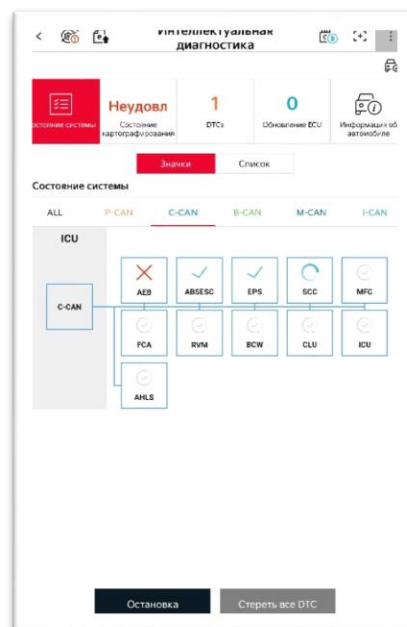 Интеллектуальная
диагностика
Неудовл
1
0
остояние системы
Состояние
картографирования
DTCs
Обновление ECU
Информация об
автомобиле
Значки
Список
Состояние системы
ALL
P-CAN
C-CAN
B-CAN
M-CAN
I-CAN
ICU
C-CAN
AEB
ABSESC
EPS
SCC
MFC
FCA
RVM
BCW
CLU
ICU
AHLS
Остановка
Стереть все DTC